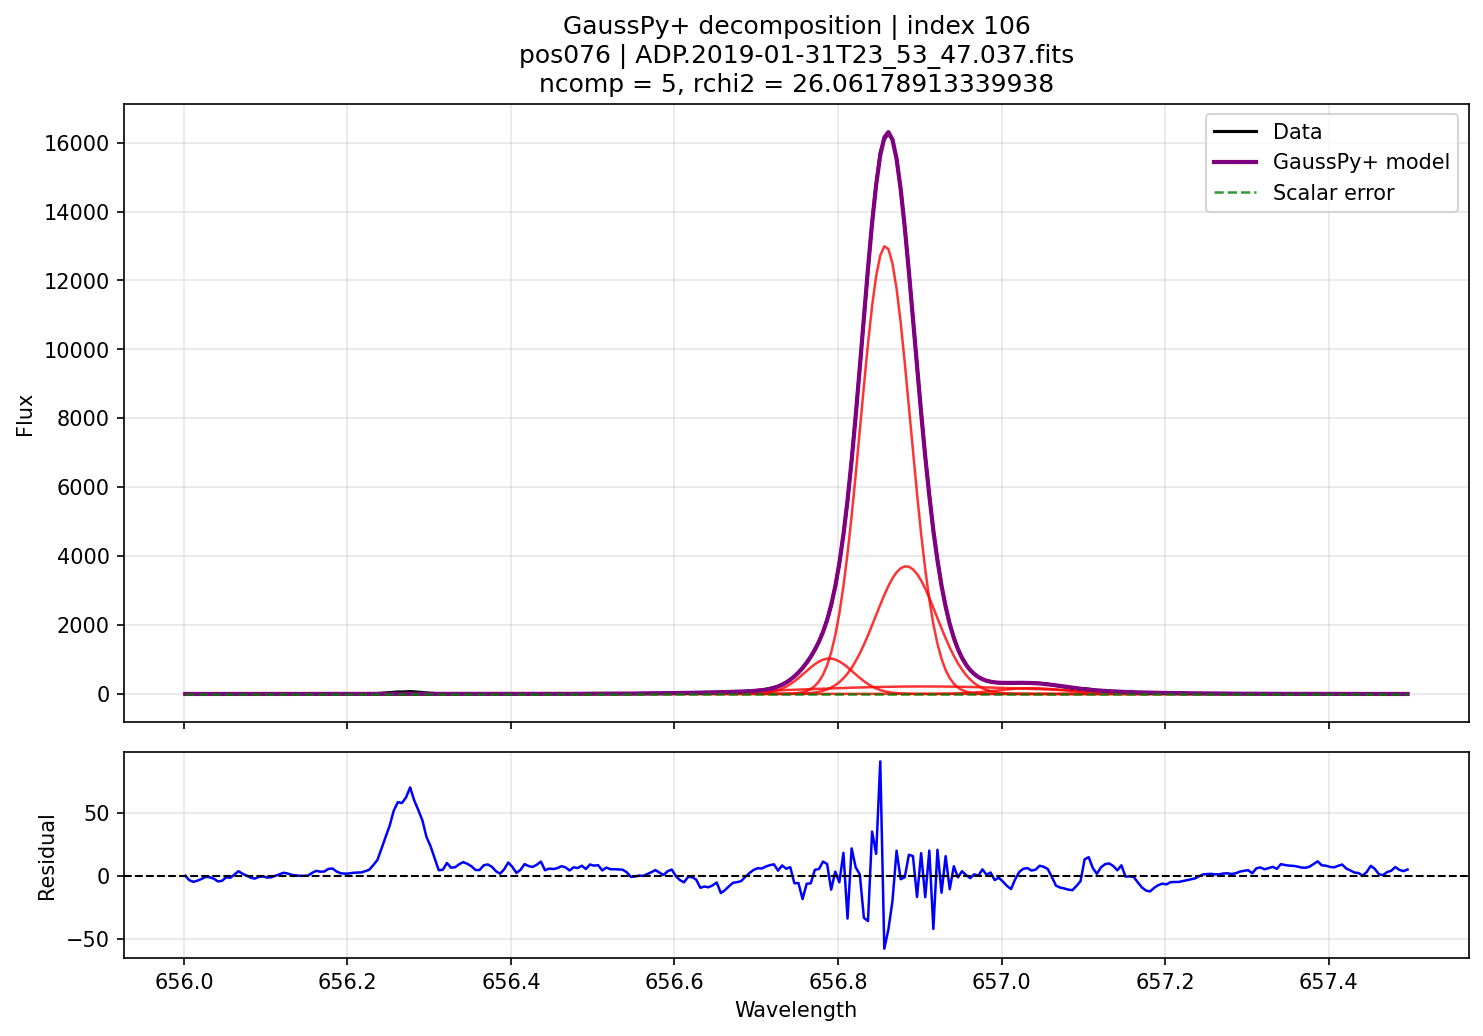 GaussPy+ decomposition | index 106
pos076 | ADP.2019-01-31T23_53_47.037.fits
ncomp = 5, rchi2 = 26.06178913339938
Flux
16000
14000
12000
10000
8000
6000
4000
2000
0
Data
GaussPy+ model
Scalar error
Residual
50
0
−50
656.0
656.2
656.4
656.6
656.8
657.0
657.2
657.4
Wavelength